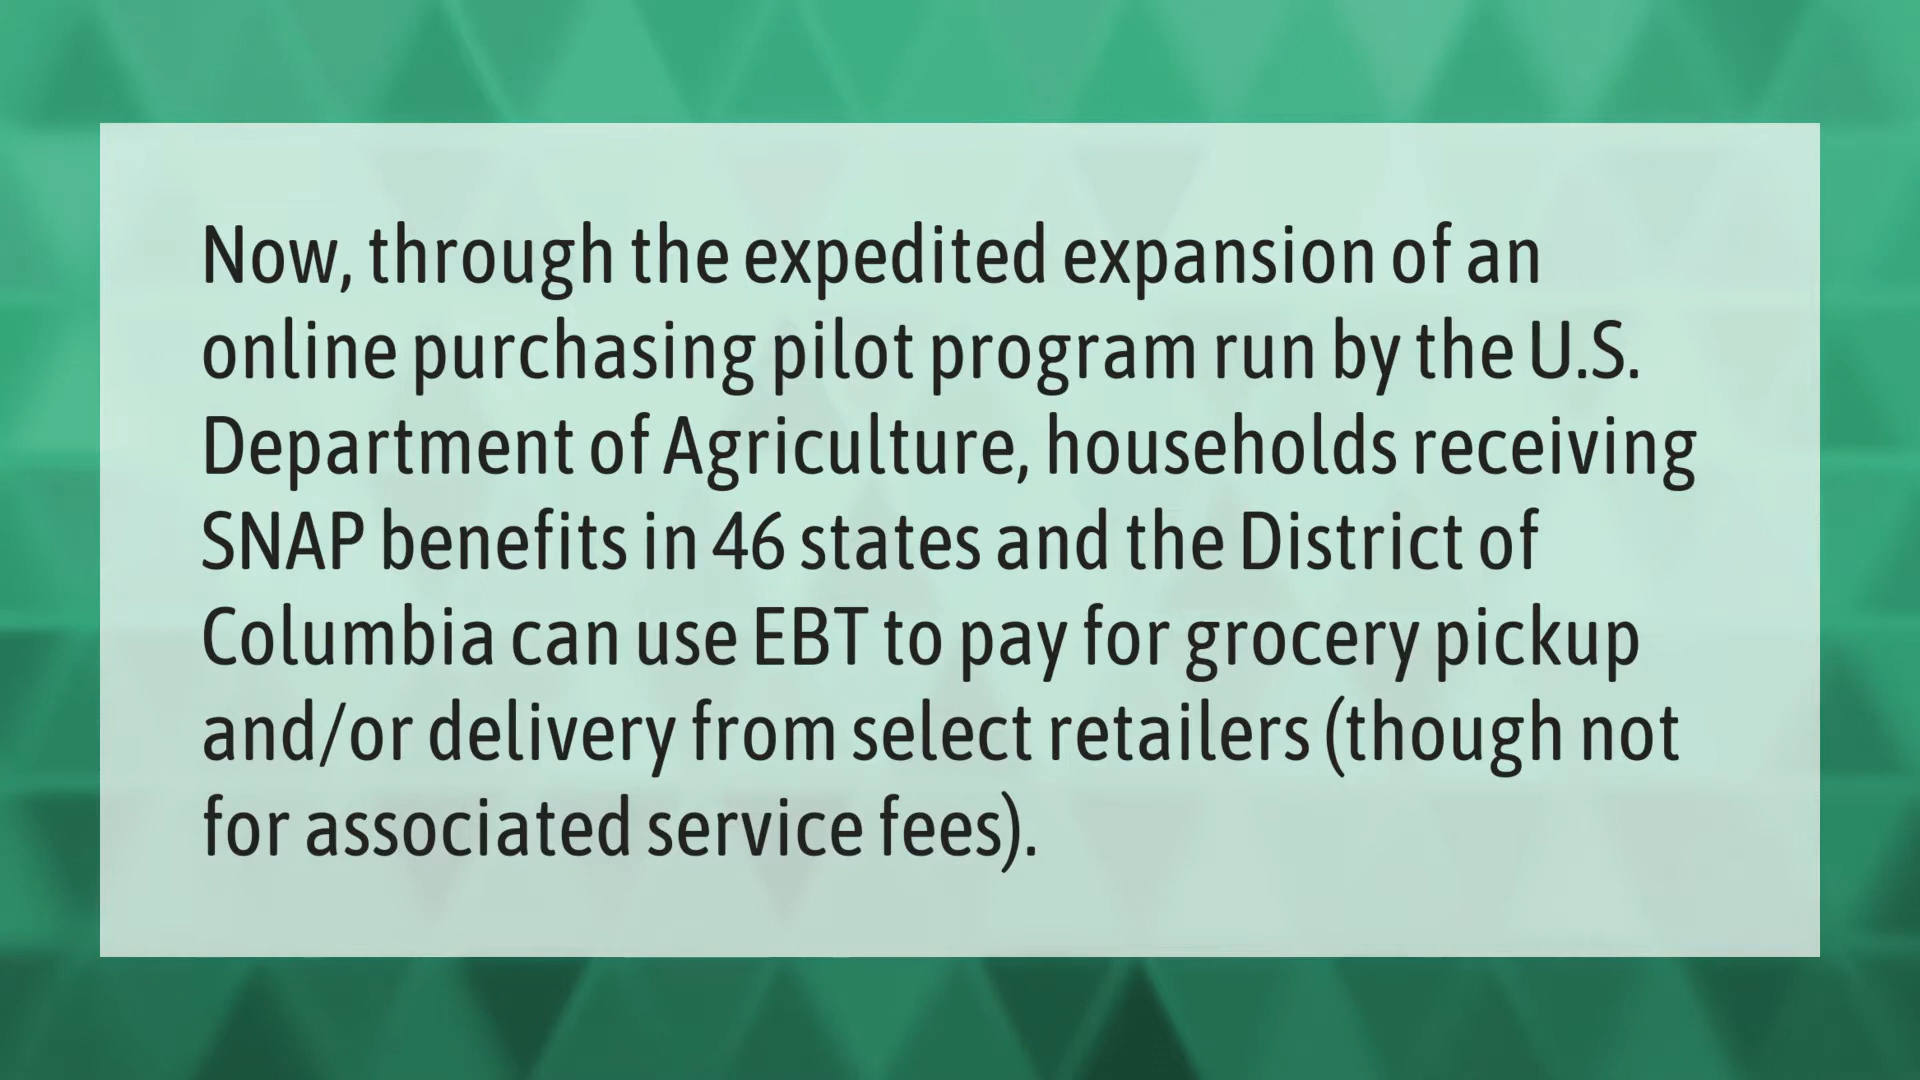 Now, through the expedited expansion of an
online purchasing pilot program run by the U.S.
Department of Agriculture, households receiving
SNAP benefits in 46 states and the District of
Columbia can use EBT to pay for grocery pickup
and/or delivery from select retailers (though not
for associated service fees).